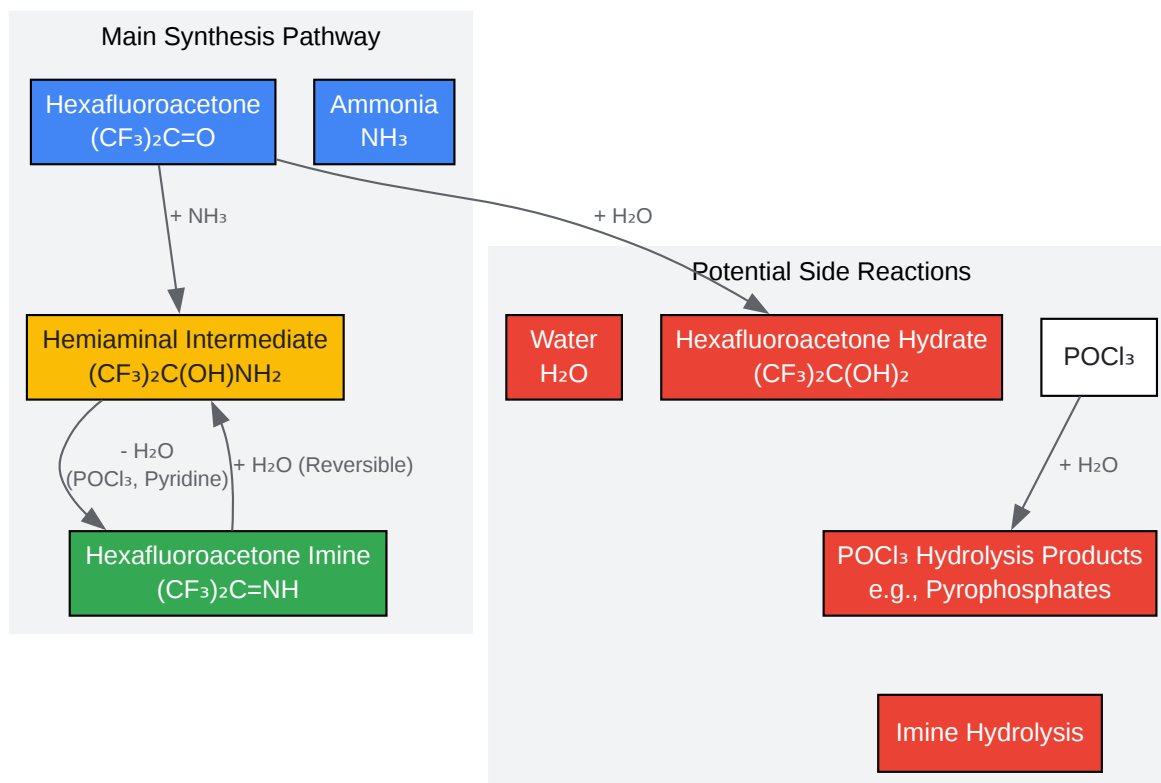 Main Synthesis Pathway
Hexafluoroacetone
(CF₃)₂C=O
Ammonia
NH₃
+ NH₃
+ H₂O
Potential Side Reactions
Hemiaminal Intermediate
(CF₃)₂C(OH)NH₂
Water
H₂O
Hexafluoroacetone Hydrate
(CF₃)₂C(OH)₂
POCl₃
- H₂O
(POCl₃, Pyridine)
+ H₂O (Reversible)
+ H₂O
Hexafluoroacetone Imine
(CF₃)₂C=NH
POCl₃ Hydrolysis Products
e.g., Pyrophosphates
Imine Hydrolysis